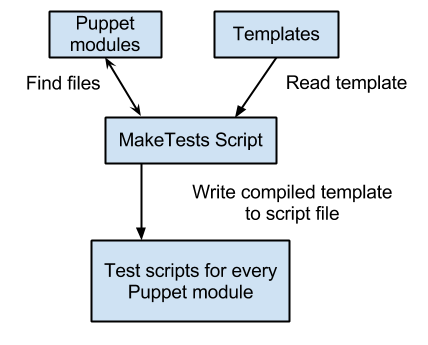 Puppet
modules
Templates
Find files
Read template
MakeTests Script
Write compiled template
to script file
Test scripts for every
Puppet module